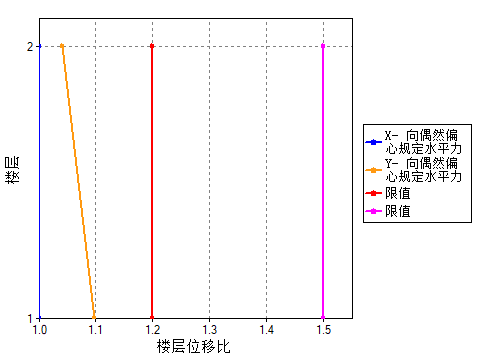 2
楼层
1
1.0 1.1 1.2 1.3 1.4 1.5
楼层位移比
X- 向偶然偏
心规定水平力
Y- 向偶然偏
心规定水平力
限值
限值